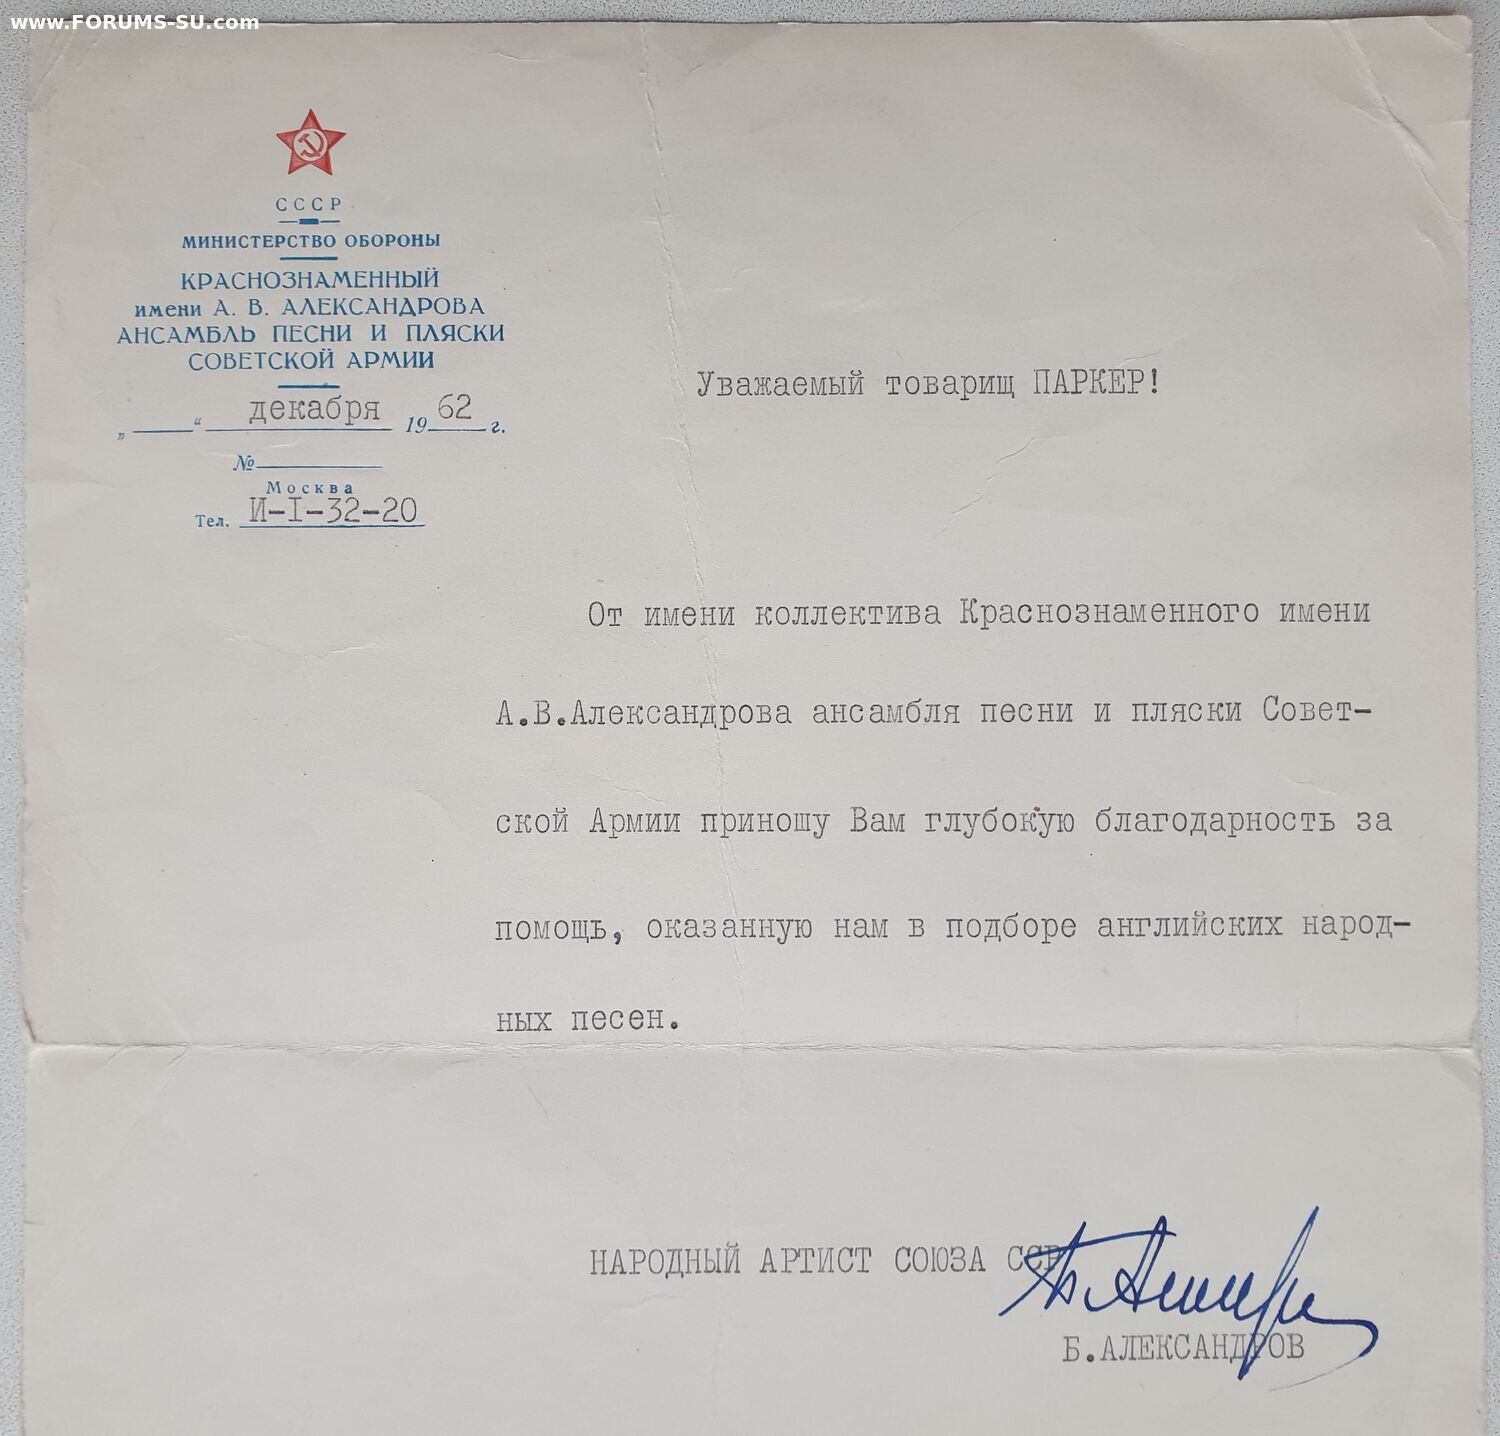 www.FORUMS-SU.com
СССР
МИНИСТЕРСТВО ОБОРОНЫ
КРАСНОЗНАМЕННЫЙ
имени А. В. АЛЕКСАНДРОВА
АНСАМБЛЬ ПЕСНИ И ПЛЯСКИ
СОВЕТСКОЙ АРМИИ
„ “ декабря 1962 г.
№
Москва
Тел. И-I-32-20
Уважаемый товарищ ПАРКЕР!
От имени коллектива Краснознаменного имени
А.В.Александрова ансамбля песни и пляски Совет-
ской Армии приношу Вам глубокую благодарность за
помощь, оказанную нам в подборе английских народ-
ных песен.
НАРОДНЫЙ АРТИСТ СОЮЗА ССР
Б.АЛЕКСАНДРОВ